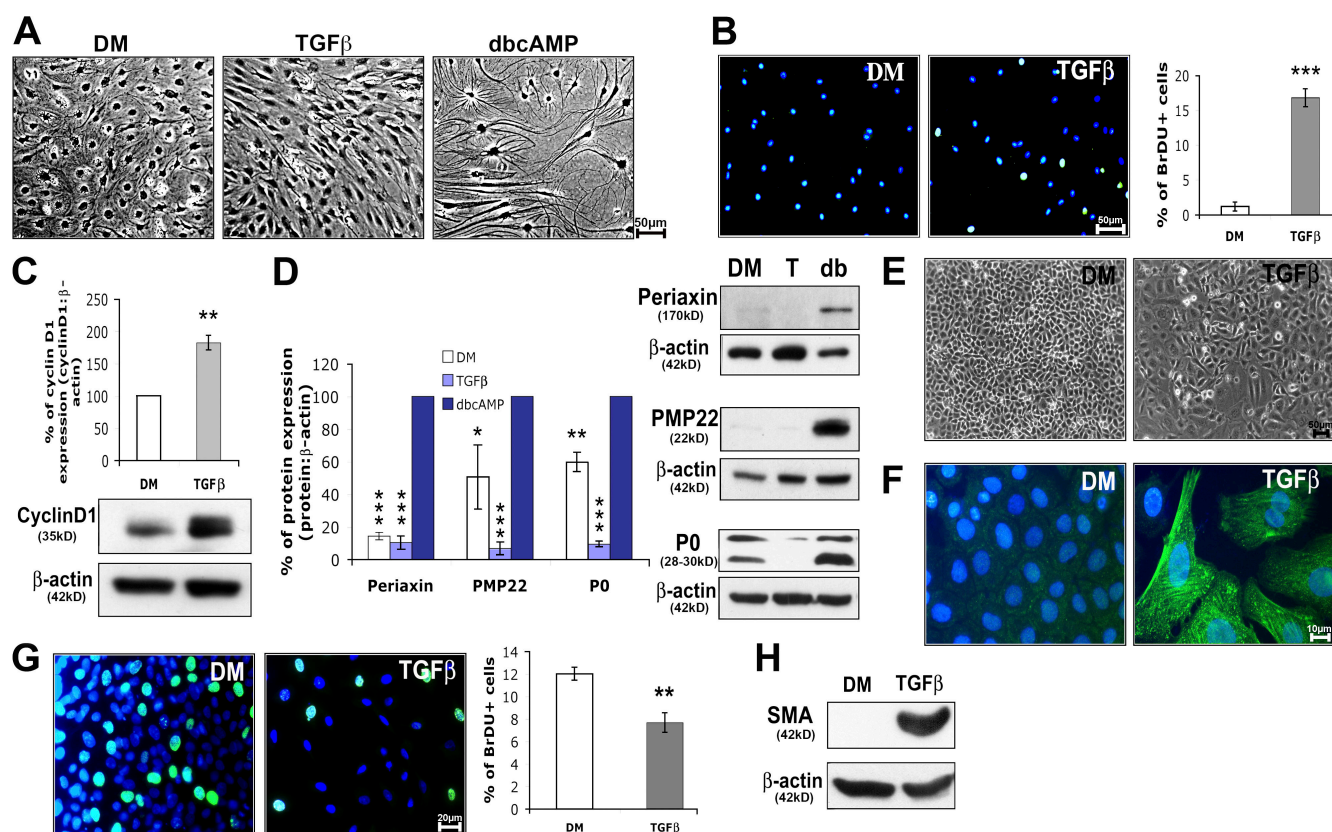 A
DM
TGFβ
dbcAMP
50µm
B
DM
TGFβ
50µm
% of BrDU+ cells
20
15
10
5
0
***
DM
TGFβ
C
% of cyclin D1
expression (cyclinD1:β-
actin)
250
200
150
100
50
0
**
DM
TGFβ
CyclinD1
(35kD)
β-actin
(42kD)
D
% of protein expression
(protein:β-actin)
120
100
80
60
40
20
0
DM
TGFβ
dbcAMP
***
***
*
***
**
***
Periaxin
PMP22
P0
DM T db
Periaxin
(170kD)
β-actin
(42kD)
PMP22
(22kD)
β-actin
(42kD)
P0
(28-30kD)
β-actin
(42kD)
E
DM
TGFβ
50µm
F
DM
TGFβ
10µm
G
DM
TGFβ
20µm
% of BrDU+ cells
14
12
10
8
6
4
2
0
**
DM
TGFβ
H
DM TGFβ
SMA
(42kD)
β-actin
(42kD)